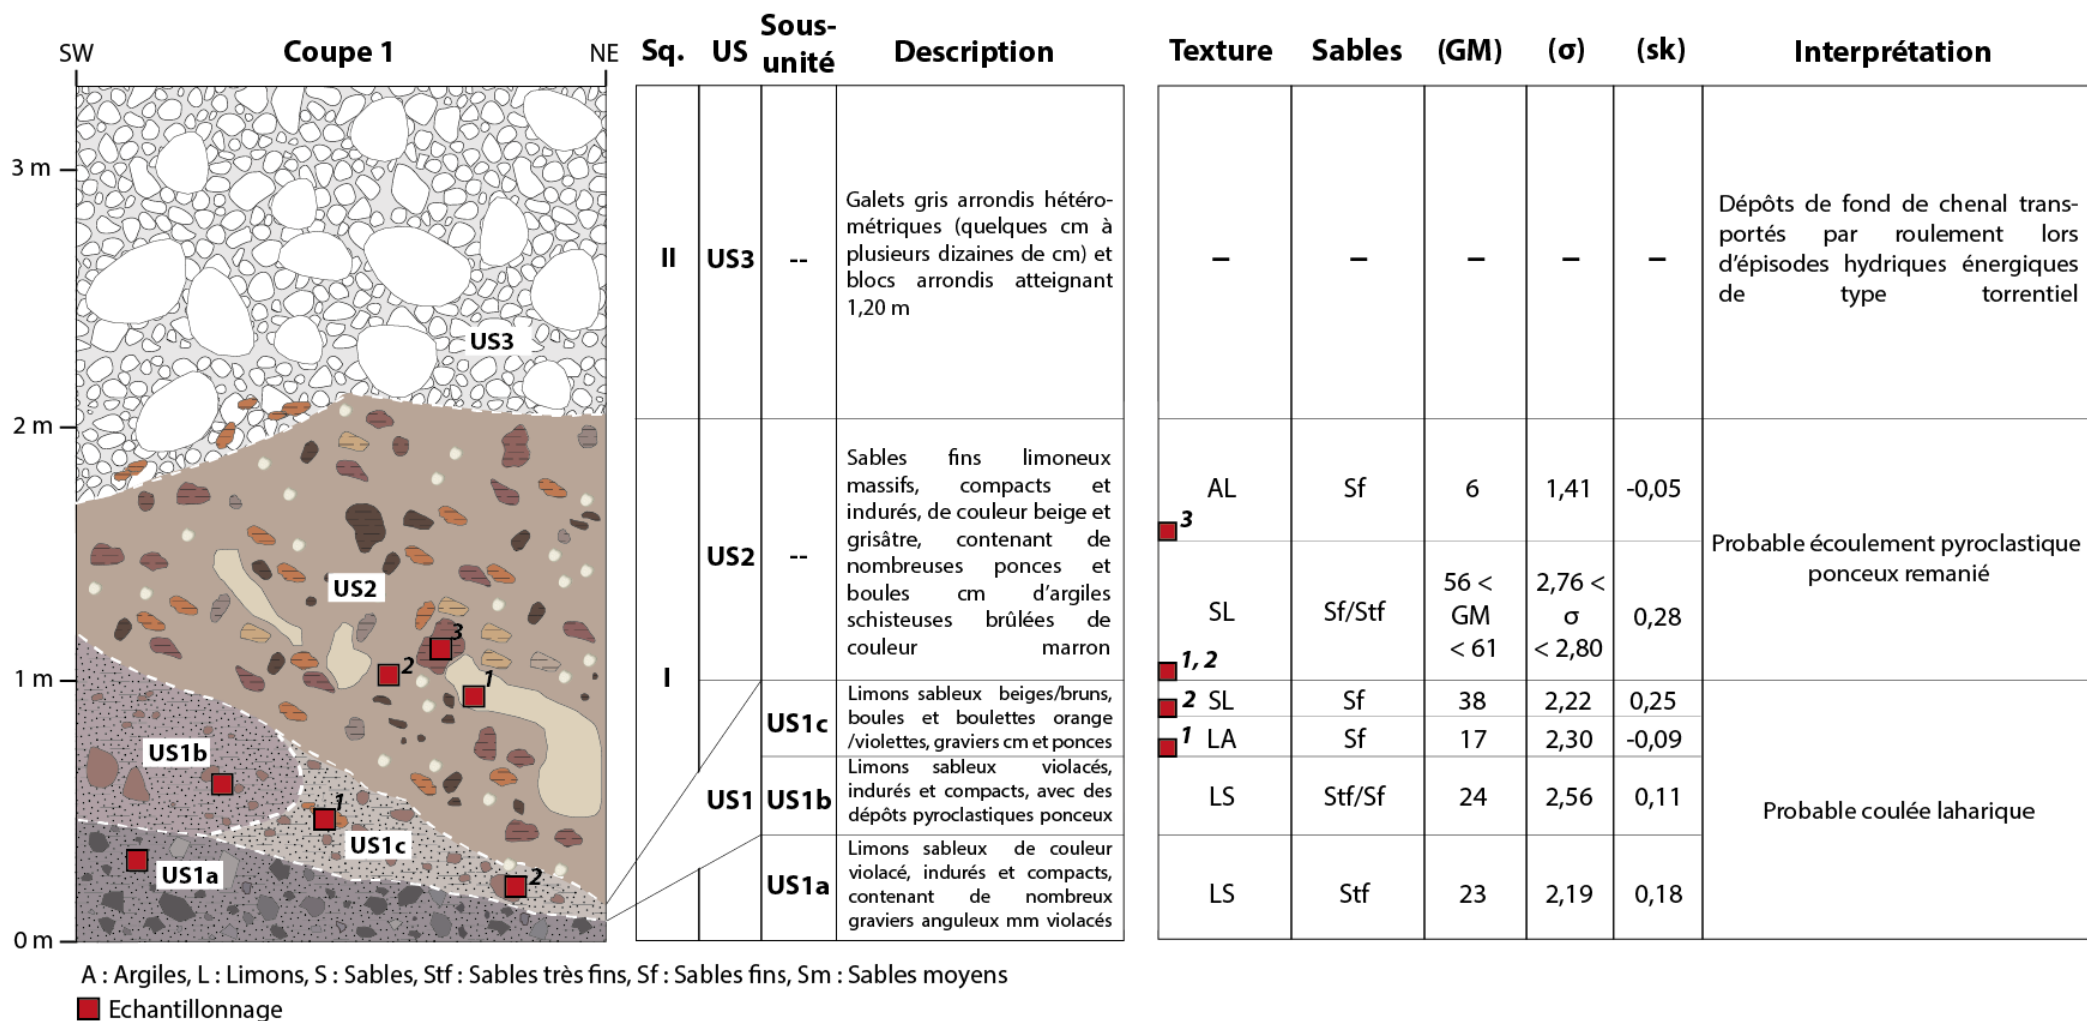 SW
Coupe 1
NE
Sq.
US
Sous-
unité
Description
Texture
Sables
(GM)
(σ)
(sk)
Interprétation
3 m
2 m
1 m
0 m
US3
US2
3
2
1
US1b
1
US1c
US1a
2
II
US3
--
Galets gris arrondis hétéro-
métriques (quelques cm à
plusieurs dizaines de cm) et
blocs arrondis atteignant
1,20 m
–
–
–
–
–
Dépôts de fond de chenal trans-
portés par roulement lors
d'épisodes hydriques énergiques
de type torrentiel
I
US2
--
Sables fins limoneux
massifs, compacts et
indurés, de couleur beige et
grisâtre, contenant de
nombreuses ponces et
boules cm d'argiles
schisteuses brûlées de
couleur marron
3
AL
Sf
6
1,41
-0,05
1, 2
SL
Sf/Stf
56 <
GM
< 61
2,76 <
σ
< 2,80
0,28
Probable écoulement pyroclastique
ponceux remanié
US1
US1c
Limons sableux beiges/bruns,
boules et boulettes orange
/violettes, graviers cm et ponces
2
SL
Sf
38
2,22
0,25
1
LA
Sf
17
2,30
-0,09
US1b
Limons sableux violacés,
indurés et compacts, avec des
dépôts pyroclastiques ponceux
LS
Stf/Sf
24
2,56
0,11
Probable coulée laharique
US1a
Limons sableux de couleur
violacé, indurés et compacts,
contenant de nombreux
graviers anguleux mm violacés
LS
Stf
23
2,19
0,18
A : Argiles, L : Limons, S : Sables, Stf : Sables très fins, Sf : Sables fins, Sm : Sables moyens
Echantillonnage